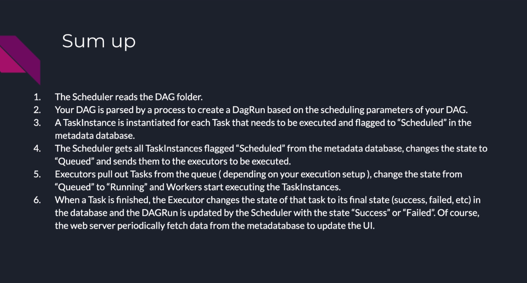 Sum up
1. The Scheduler reads the DAG folder.
2. Your DAG is parsed by a process to create a DagRun based on the scheduling parameters of your DAG.
3. A TaskInstance is instantiated for each Task that needs to be executed and flagged to “Scheduled” in the
metadata database.
4. The Scheduler gets all TaskInstances flagged “Scheduled” from the metadata database, changes the state to
“Queued” and sends them to the executors to be executed.
5. Executors pull out Tasks from the queue ( depending on your execution setup ), change the state from
“Queued” to “Running” and Workers start executing the TaskInstances.
6. When a Task is finished, the Executor changes the state of that task to its final state (success, failed, etc) in
the database and the DAGRun is updated by the Scheduler with the state “Success” or “Failed”. Of course,
the web server periodically fetch data from the metadatabase to update the UI.